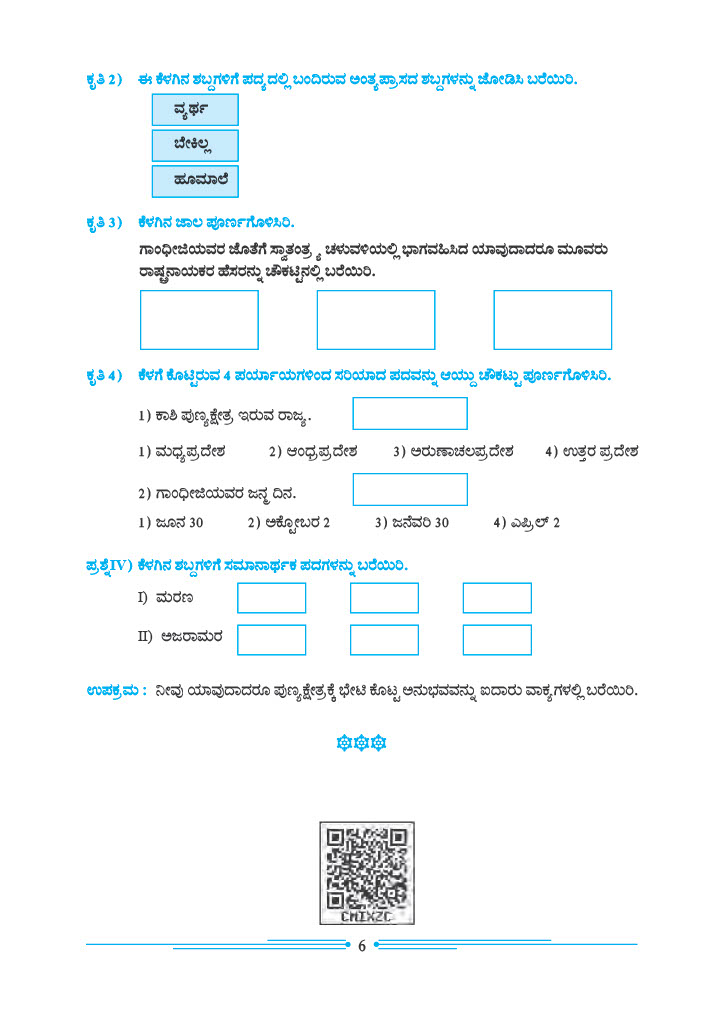 ಕೃತಿ 2) ಈ ಕೆಳಗಿನ ಶಬ್ದಗಳಿಗೆ ಪದ್ಯದಲ್ಲಿ ಬಂದಿರುವ ಅಂತ್ಯಪ್ರಾಸದ ಶಬ್ದಗಳನ್ನು ಜೋಡಿಸಿ ಬರೆಯಿರಿ.
ವ್ಯರ್ಥ
ಬೇಕಿಲ್ಲ
ಹೂಮಾಲೆ
ಕೃತಿ 3) ಕೆಳಗಿನ ಜಾಲ ಪೂರ್ಣಗೊಳಿಸಿರಿ.
ಗಾಂಧೀಜಿಯವರ ಜೊತೆಗೆ ಸ್ವಾತಂತ್ರ್ಯ ಚಳುವಳಿಯಲ್ಲಿ ಭಾಗವಹಿಸಿದ ಯಾವುದಾದರೂ ಮೂವರು
ರಾಷ್ಟ್ರನಾಯಕರ ಹೆಸರನ್ನು ಚೌಕಟ್ಟಿನಲ್ಲಿ ಬರೆಯಿರಿ.
ಕೃತಿ 4) ಕೆಳಗೆ ಕೊಟ್ಟಿರುವ 4 ಪರ್ಯಾಯಗಳಿಂದ ಸರಿಯಾದ ಪದವನ್ನು ಆಯ್ದು ಚೌಕಟ್ಟು ಪೂರ್ಣಗೊಳಿಸಿರಿ.
1) ಕಾಶಿ ಪುಣ್ಯಕ್ಷೇತ್ರ ಇರುವ ರಾಜ್ಯ.
1) ಮಧ್ಯಪ್ರದೇಶ 2) ಆಂಧ್ರಪ್ರದೇಶ 3) ಅರುಣಾಚಲಪ್ರದೇಶ 4) ಉತ್ತರ ಪ್ರದೇಶ
2) ಗಾಂಧೀಜಿಯವರ ಜನ್ಮ ದಿನ.
1) ಜೂನ 30 2) ಅಕ್ಟೋಬರ 2 3) ಜನೆವರಿ 30 4) ಎಪ್ರಿಲ್ 2
ಪ್ರಶ್ನೆIV) ಕೆಳಗಿನ ಶಬ್ದಗಳಿಗೆ ಸಮಾನಾರ್ಥಕ ಪದಗಳನ್ನು ಬರೆಯಿರಿ.
I) ಮರಣ
II) ಅಜರಾಮರ
ಉಪಕ್ರಮ : ನೀವು ಯಾವುದಾದರೂ ಪುಣ್ಯಕ್ಷೇತ್ರಕ್ಕೆ ಭೇಟಿ ಕೊಟ್ಟ ಅನುಭವವನ್ನು ಐದಾರು ವಾಕ್ಯಗಳಲ್ಲಿ ಬರೆಯಿರಿ.
CMIXZC
6